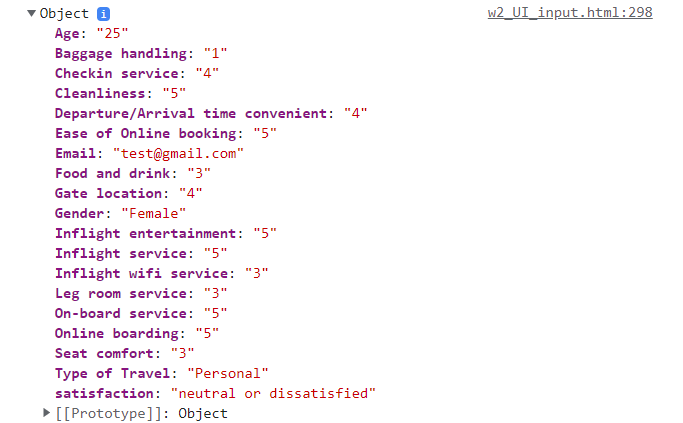 Object i w2_UI_input.html:298
Age: "25"
Baggage handling: "1"
Checkin service: "4"
Cleanliness: "5"
Departure/Arrival time convenient: "4"
Ease of Online booking: "5"
Email: "test@gmail.com"
Food and drink: "3"
Gate location: "4"
Gender: "Female"
Inflight entertainment: "5"
Inflight service: "5"
Inflight wifi service: "3"
Leg room service: "3"
On-board service: "5"
Online boarding: "5"
Seat comfort: "3"
Type of Travel: "Personal"
satisfaction: "neutral or dissatisfied"
[[Prototype]]: Object